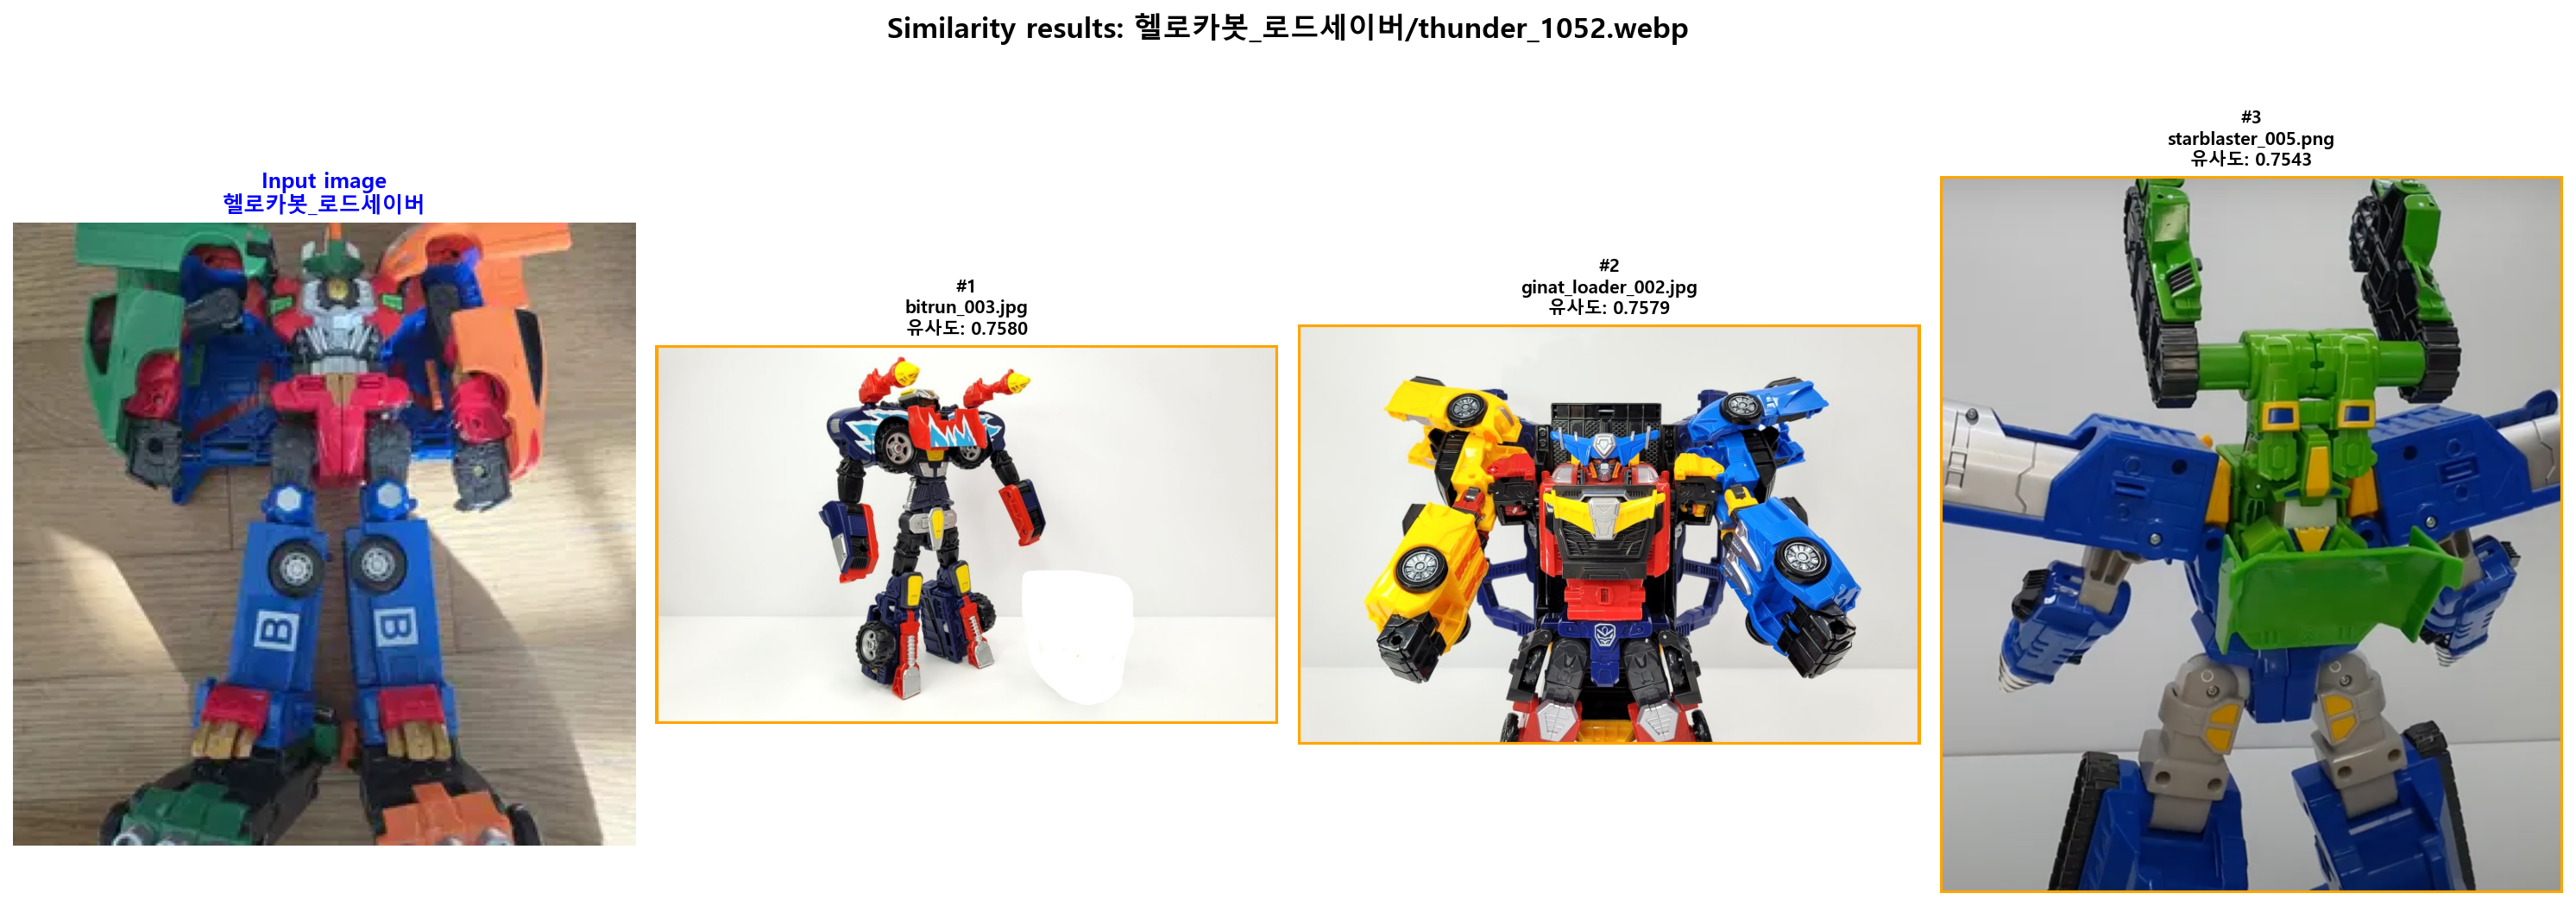 Similarity results: 헬로카봇_로드세이버/thunder_1052.webp
Input image
헬로카봇_로드세이버
B
B
#1
bitrun_003.jpg
유사도: 0.7580
#2
ginat_loader_002.jpg
유사도: 0.7579
#3
starblaster_005.png
유사도: 0.7543